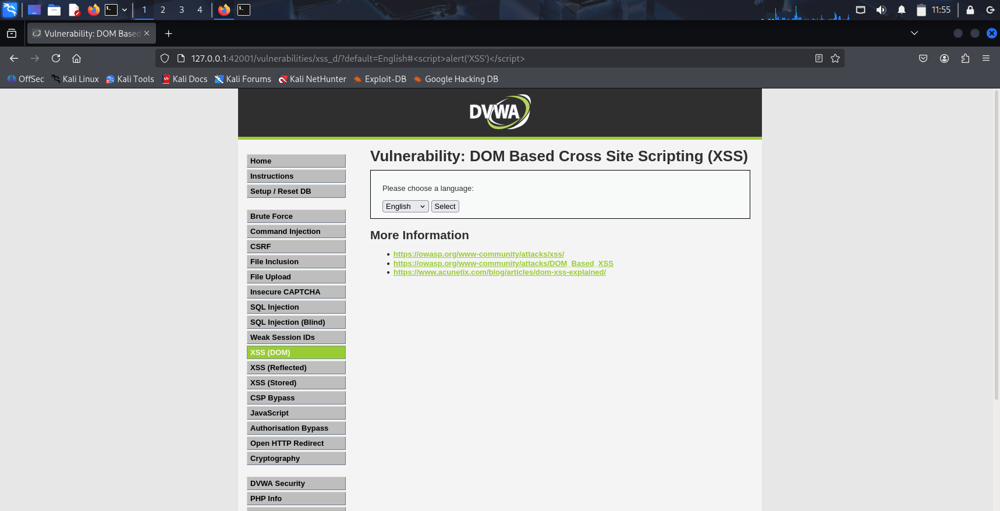 1 2 3 4 11:55
Vulnerability: DOM Based
127.0.0.1:42001/vulnerabilities/xss_d/?default=English#<script>alert('XSS')</script>
OffSec Kali Linux Kali Tools Kali Docs Kali Forums Kali NetHunter Exploit-DB Google Hacking DB
DVWA
Home
Instructions
Setup / Reset DB
Brute Force
Command Injection
CSRF
File Inclusion
File Upload
Insecure CAPTCHA
SQL Injection
SQL Injection (Blind)
Weak Session IDs
XSS (DOM)
XSS (Reflected)
XSS (Stored)
CSP Bypass
JavaScript
Authorisation Bypass
Open HTTP Redirect
Cryptography
DVWA Security
PHP Info
Vulnerability: DOM Based Cross Site Scripting (XSS)
Please choose a language:
English Select
More Information
https://owasp.org/www-community/attacks/xss/
https://owasp.org/www-community/attacks/DOM_Based_XSS
https://www.acunetix.com/blog/articles/dom-xss-explained/